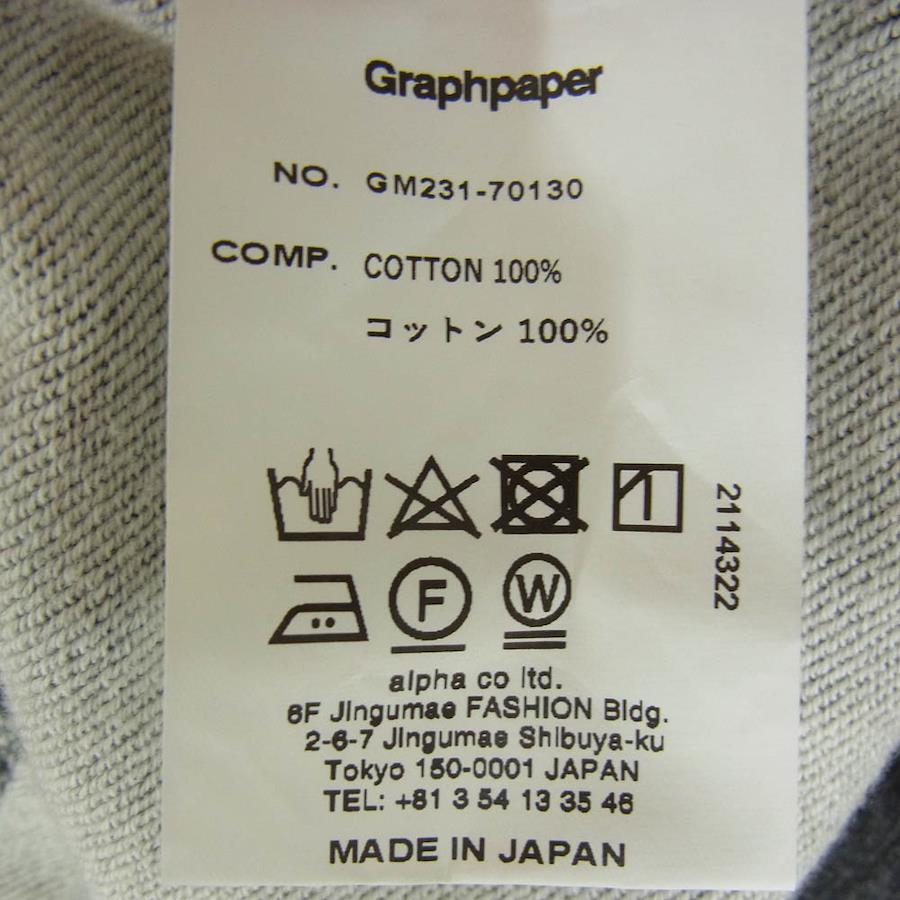 Graphpaper
NO. GM231-70130
COMP. COTTON 100%
コットン 100%
2114322
F W
alpha co ltd.
6F Jingumae FASHION Bldg.
2-6-7 Jingumae Shibuya-ku
Tokyo 150-0001 JAPAN
TEL: +81 3 54 13 35 46
MADE IN JAPAN